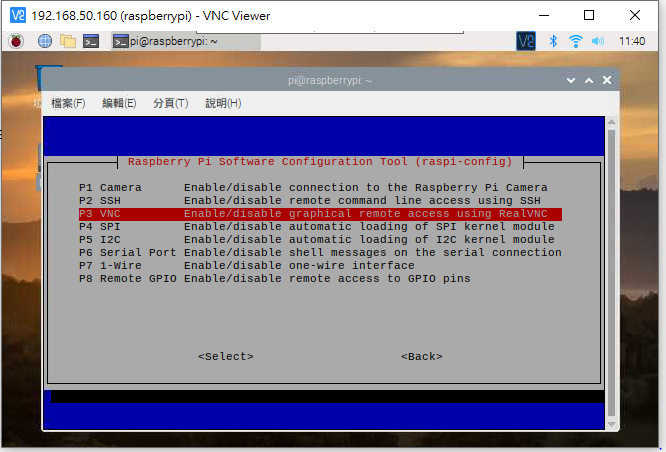 192.168.50.160 (raspberrypi) - VNC Viewer
pi@raspberrypi: ~
11:40
pi@raspberrypi: ~
檔案(F) 編輯(E) 分頁(T) 說明(H)
Raspberry Pi Software Configuration Tool (raspi-config)
P1 Camera Enable/disable connection to the Raspberry Pi Camera
P2 SSH Enable/disable remote command line access using SSH
P3 VNC Enable/disable graphical remote access using RealVNC
P4 SPI Enable/disable automatic loading of SPI kernel module
P5 I2C Enable/disable automatic loading of I2C kernel module
P6 Serial Port Enable/disable shell messages on the serial connection
P7 1-Wire Enable/disable one-wire interface
P8 Remote GPIO Enable/disable remote access to GPIO pins
<Select> <Back>